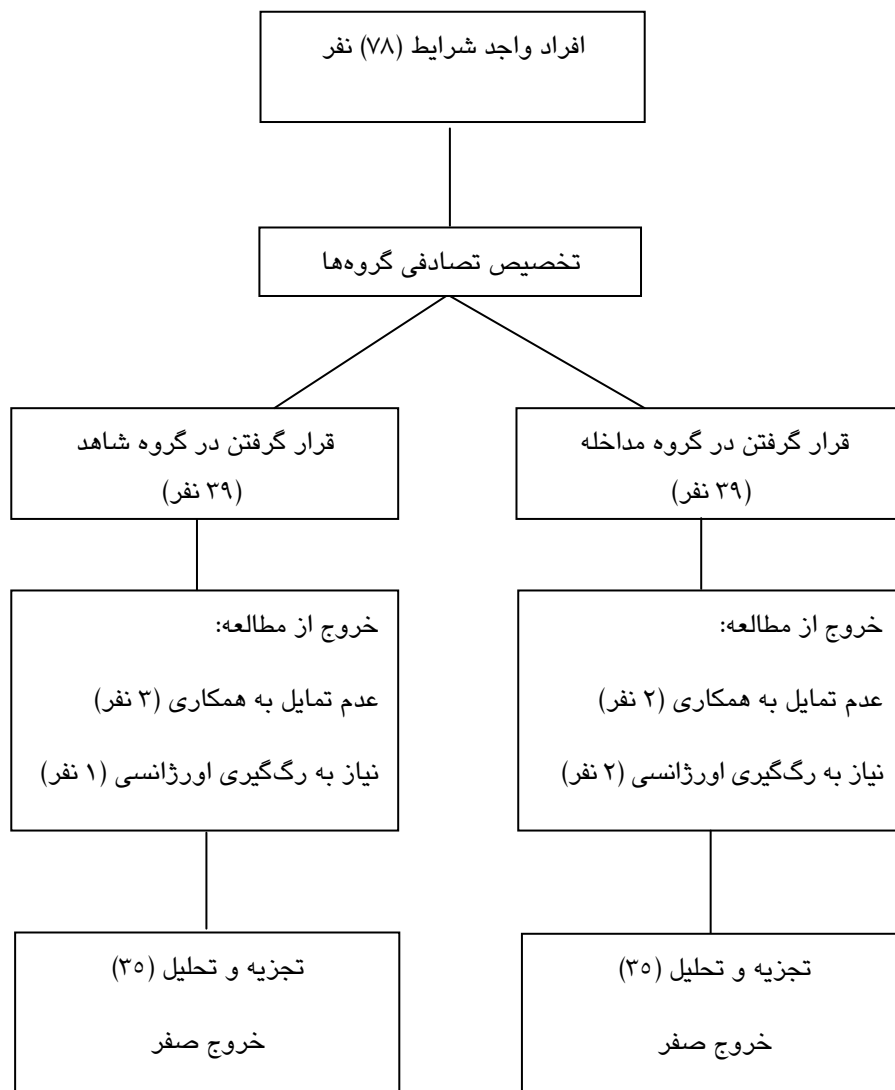 افراد واجد شرایط (۷۸) نفر
تخصیص تصادفی گروه‌ها
قرار گرفتن در گروه مداخله
(۳۹ نفر)
قرار گرفتن در گروه شاهد
(۳۹ نفر)
خروج از مطالعه:
عدم تمایل به همکاری (۲ نفر)
نیاز به رگ‌گیری اورژانسی (۲ نفر)
خروج از مطالعه:
عدم تمایل به همکاری (۳ نفر)
نیاز به رگ‌گیری اورژانسی (۱ نفر)
تجزیه و تحلیل (۳۵)
خروج صفر
تجزیه و تحلیل (۳۵)
خروج صفر